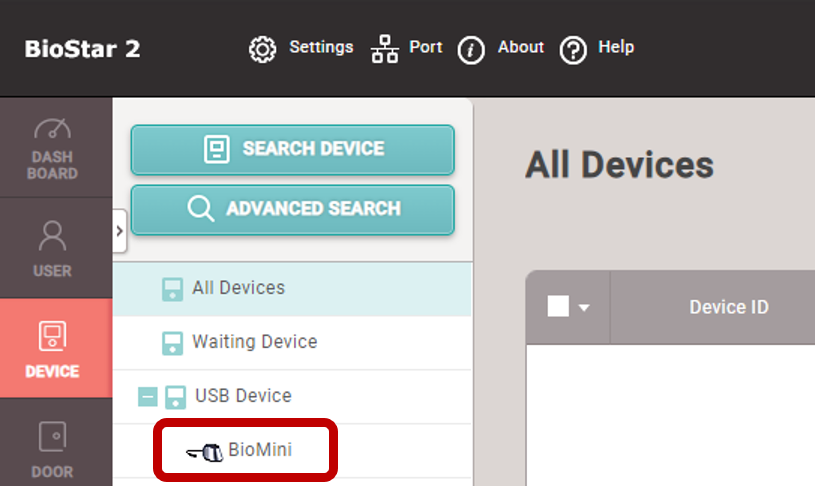 BioStar 2
Settings
Port
About
Help
DASH
BOARD
USER
DEVICE
DOOR
SEARCH DEVICE
ADVANCED SEARCH
All Devices
Waiting Device
USB Device
BioMini
All Devices
Device ID